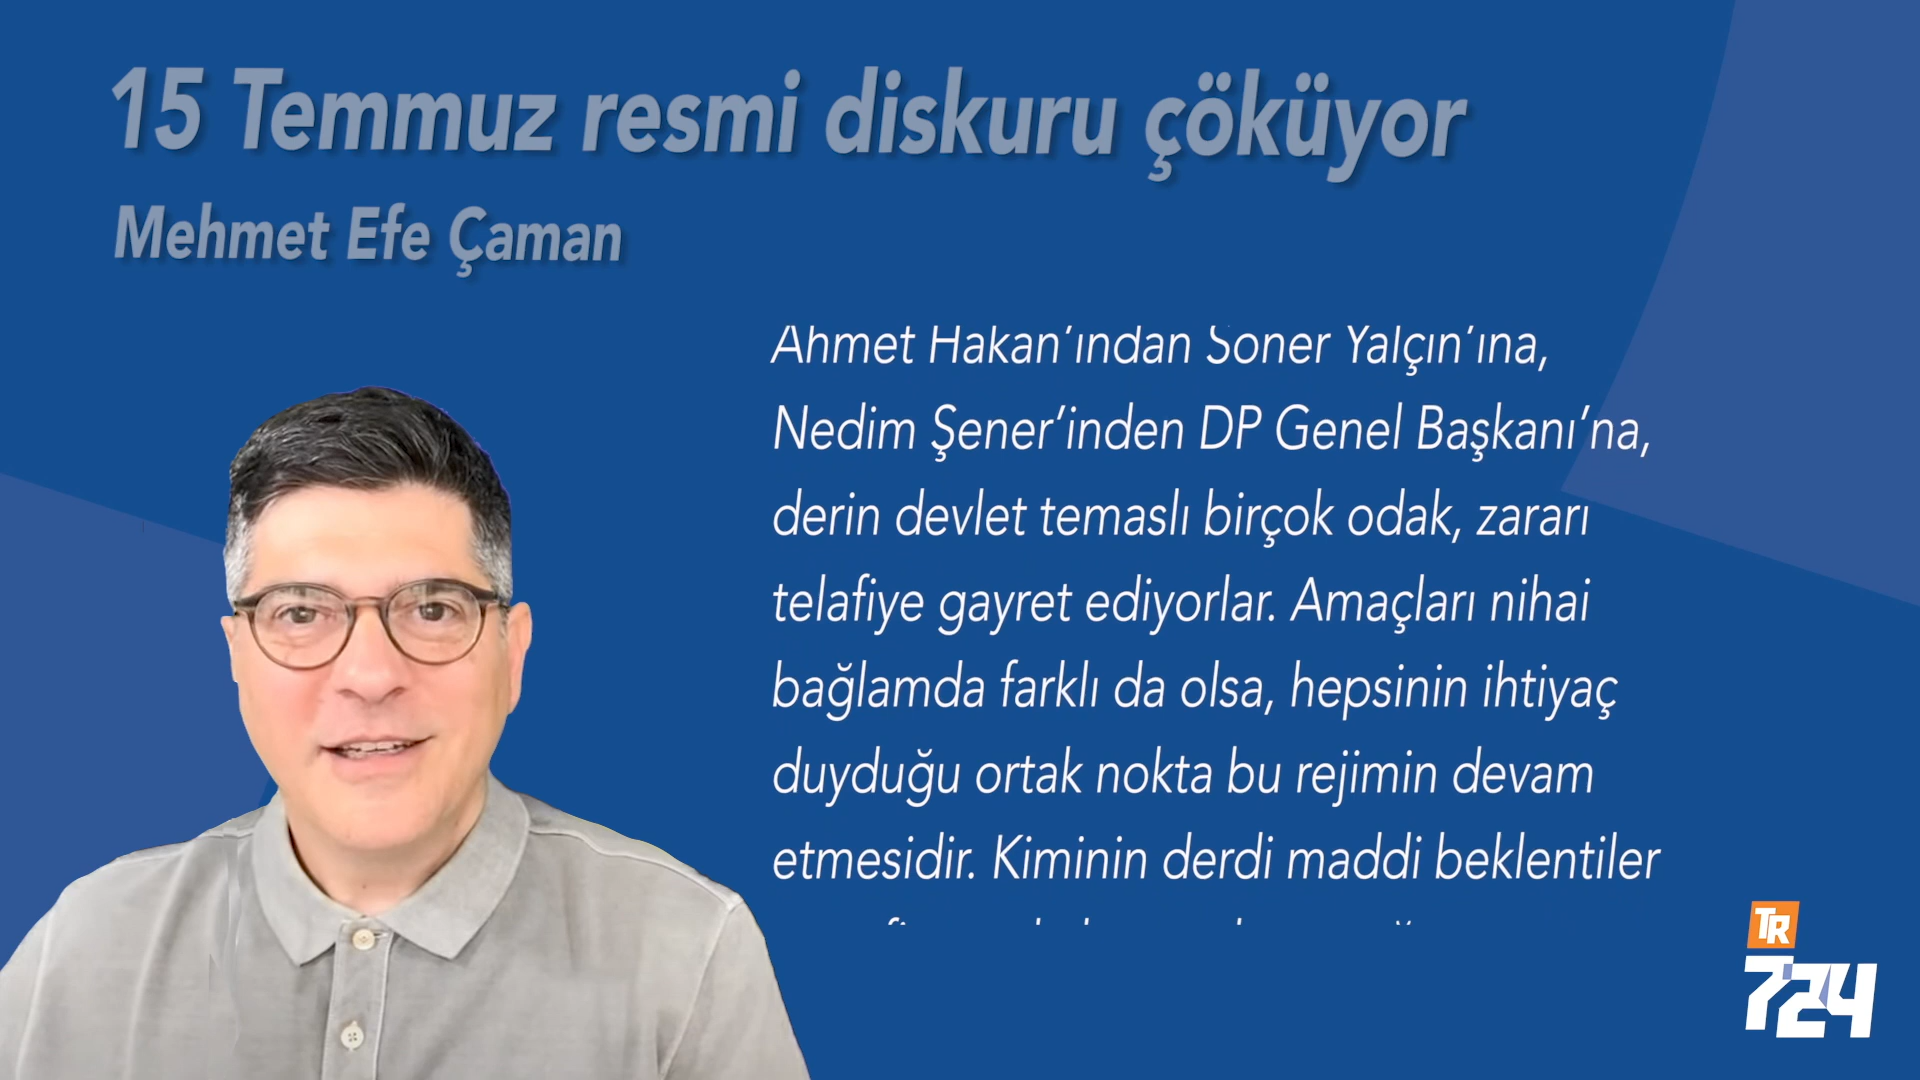 15 Temmuz resmi diskuru çöküyor
Mehmet Efe Çaman
Ahmet Hakan’ından Soner Yalçın’ına,
Nedim Şener’inden DP Genel Başkanı’na,
derin devlet temaslı birçok odak, zararı
telafiye gayret ediyorlar. Amaçları nihai
bağlamda farklı da olsa, hepsinin ihtiyaç
duyduğu ortak nokta bu rejimin devam
etmesidir. Kiminin derdi maddi beklentiler
TR
724